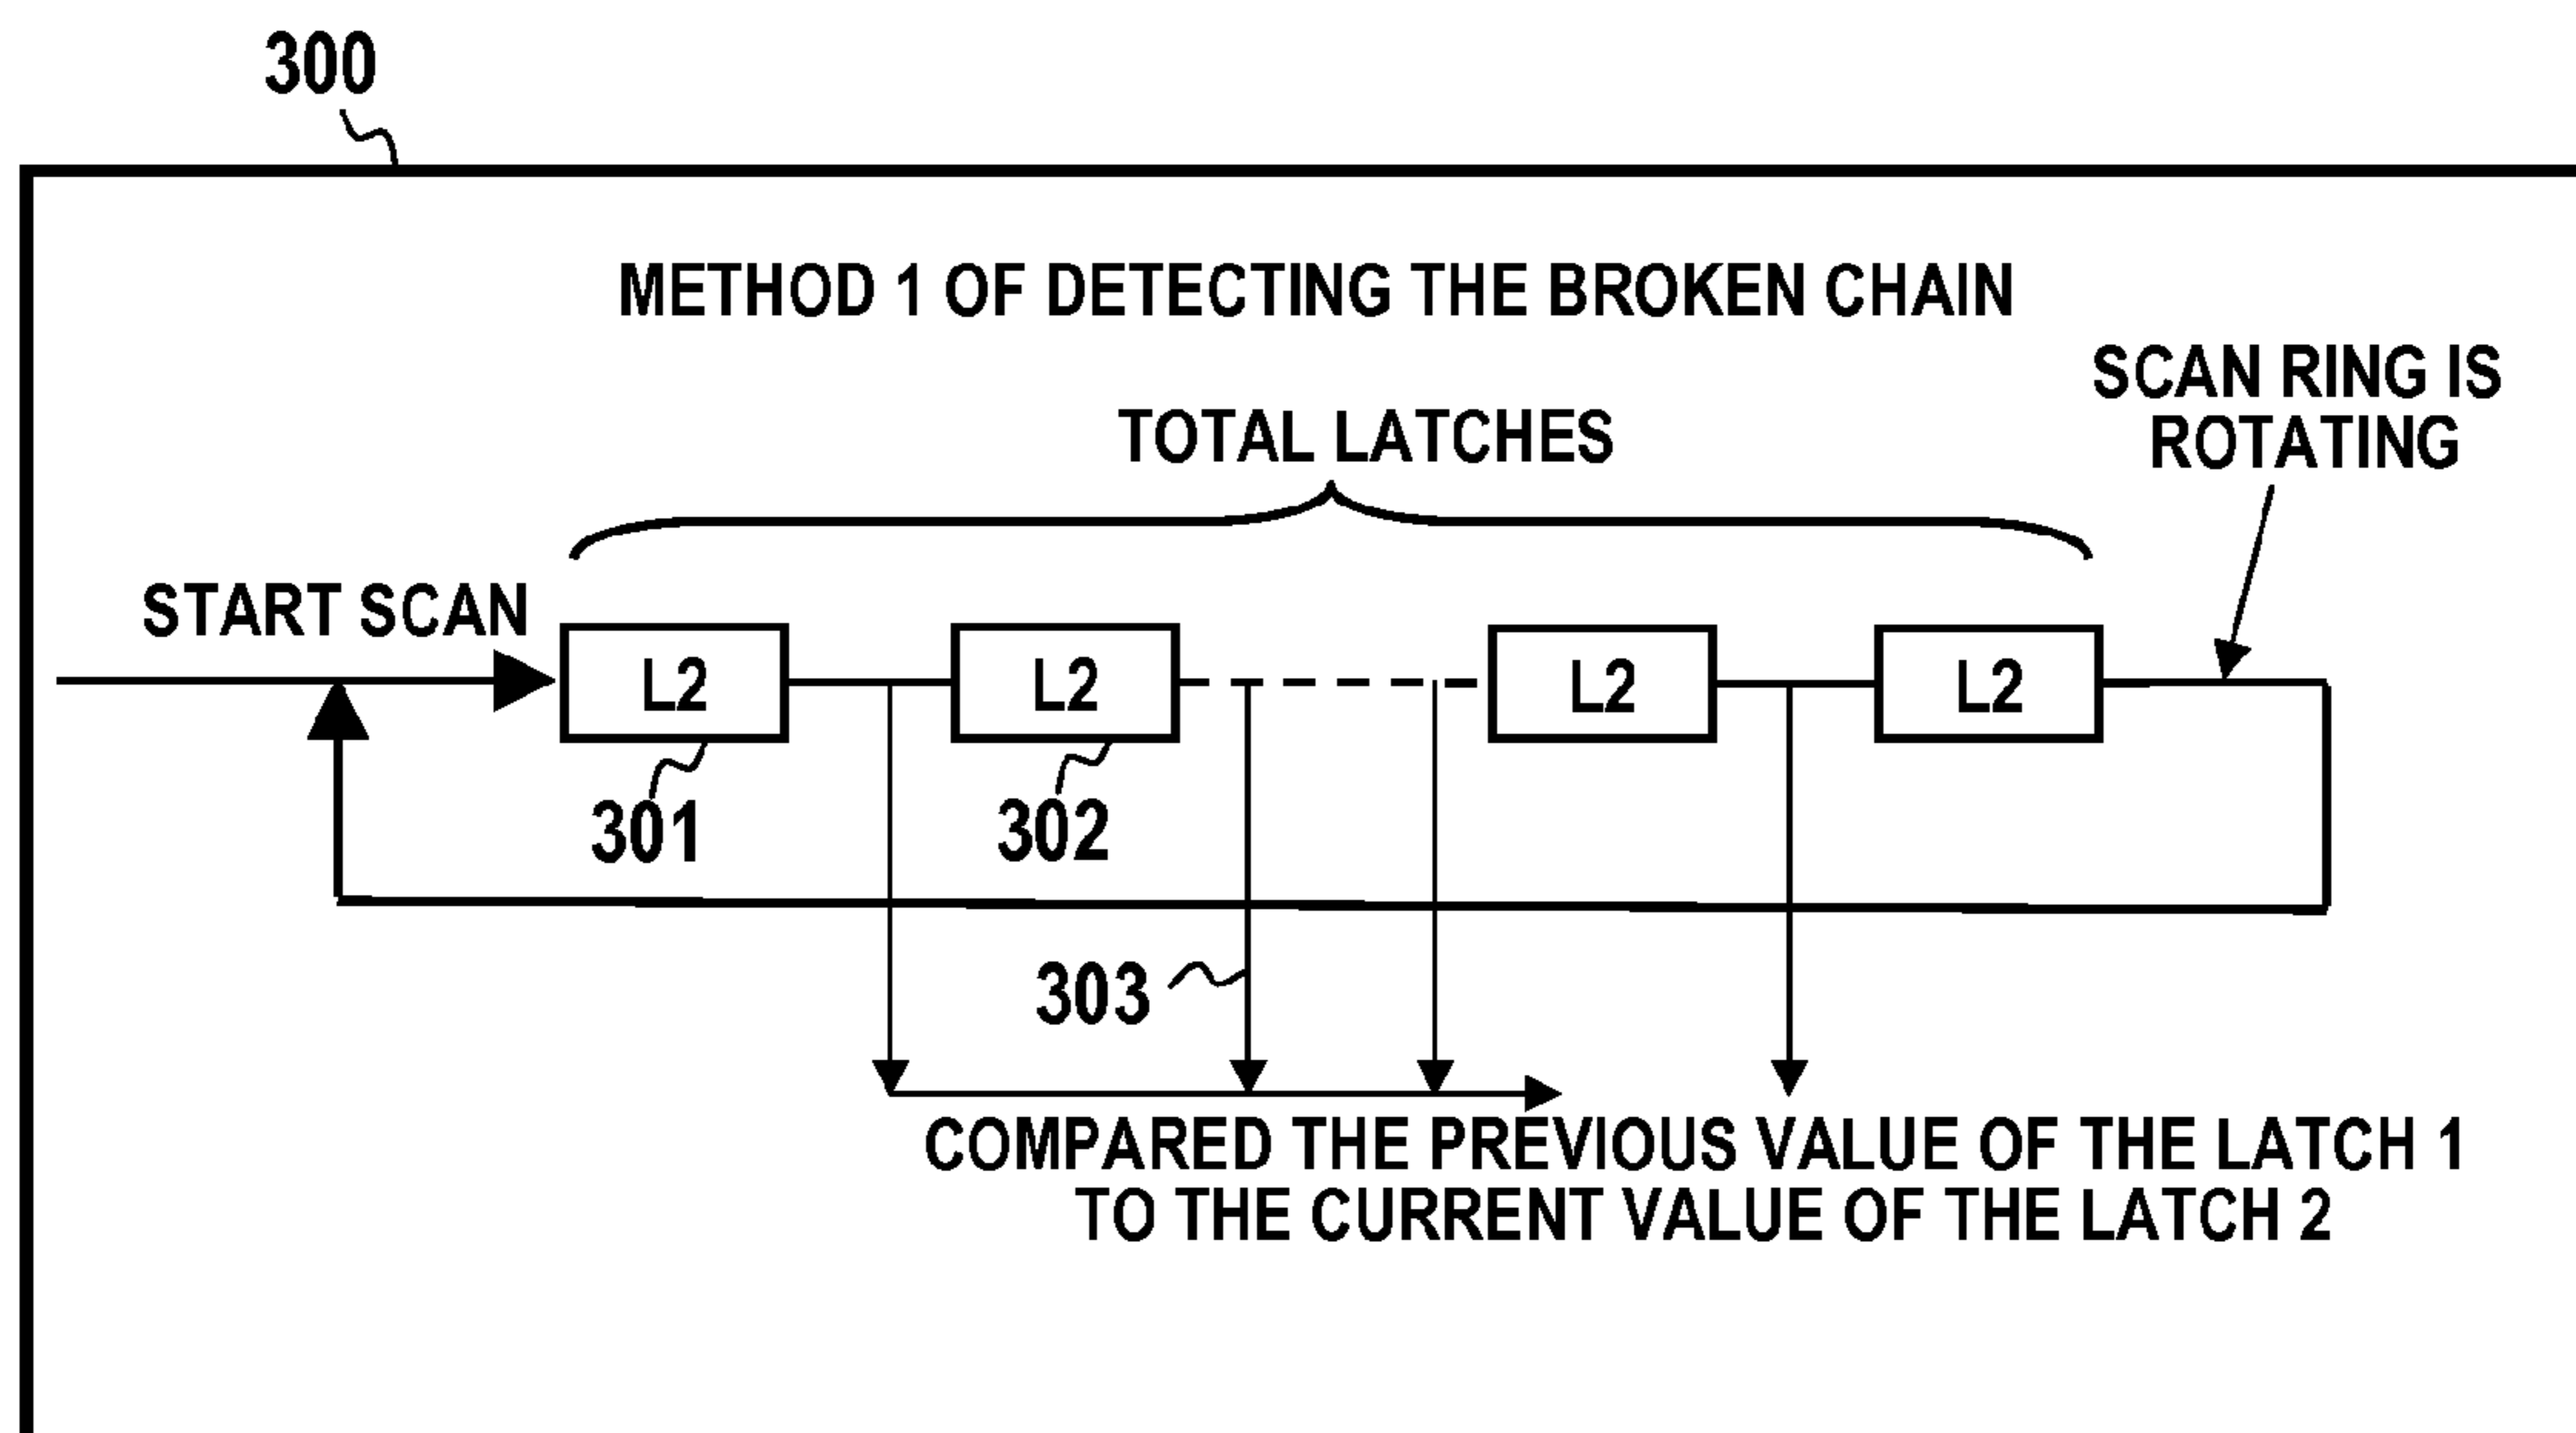 300
METHOD 1 OF DETECTING THE BROKEN CHAIN
SCAN RING IS
ROTATING
TOTAL LATCHES
START SCAN
L2
L2
L2
L2
301
302
303
COMPARED THE PREVIOUS VALUE OF THE LATCH 1
TO THE CURRENT VALUE OF THE LATCH 2